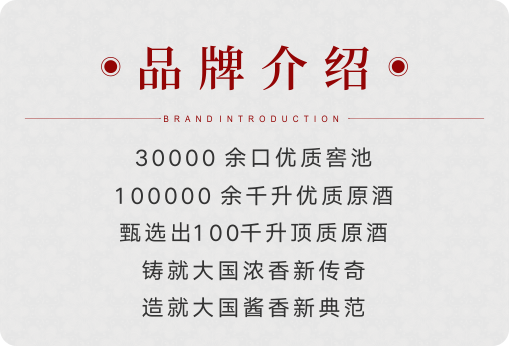 品牌介绍
BRAND INTRODUCTION
30000 余口优质窖池
100000 余千升优质原酒
甄选出100千升顶质原酒
铸就大国浓香新传奇
造就大国酱香新典范